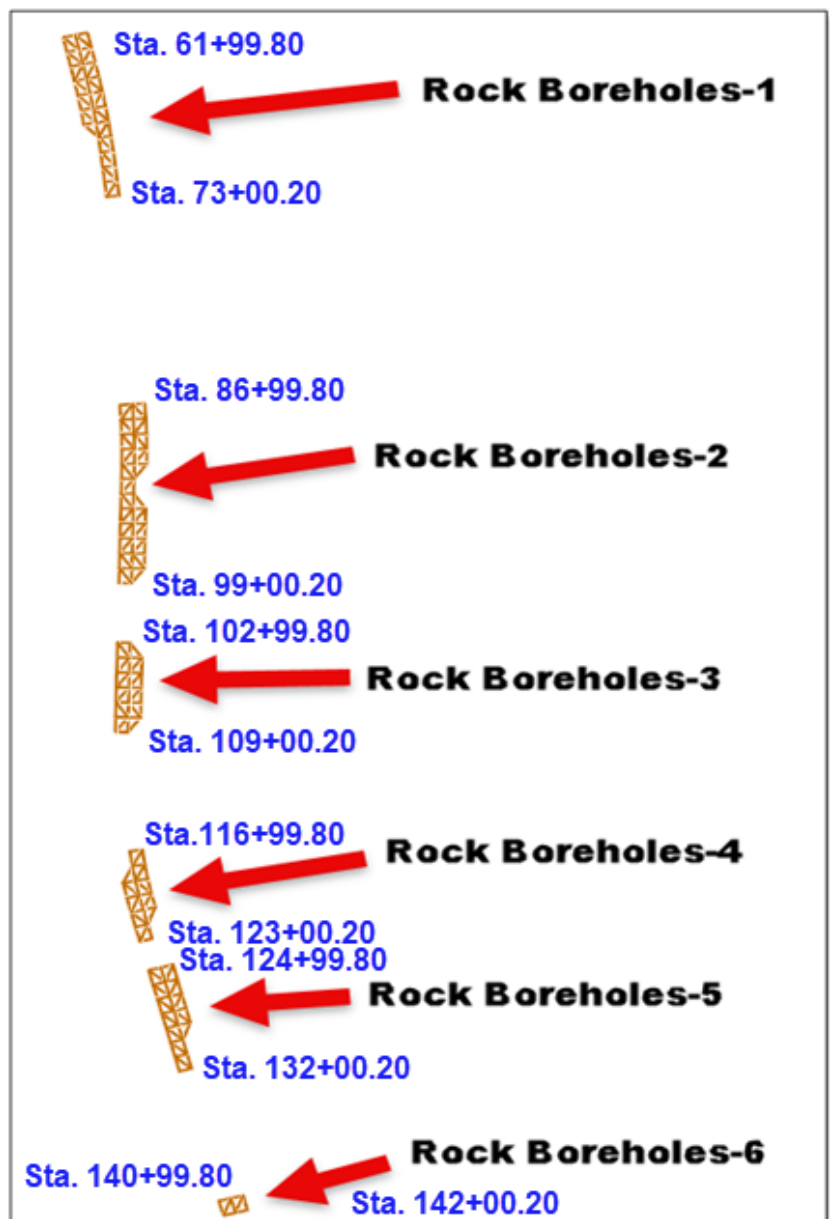 Sta. 61+99.80
Rock Boreholes-1
Sta. 73+00.20
Sta. 86+99.80
Rock Boreholes-2
Sta. 99+00.20
Sta. 102+99.80
Rock Boreholes-3
Sta. 109+00.20
Sta.116+99.80
Rock Boreholes-4
Sta. 123+00.20
Sta. 124+99.80
Rock Boreholes-5
Sta. 132+00.20
Rock Boreholes-6
Sta. 140+99.80
Sta. 142+00.20